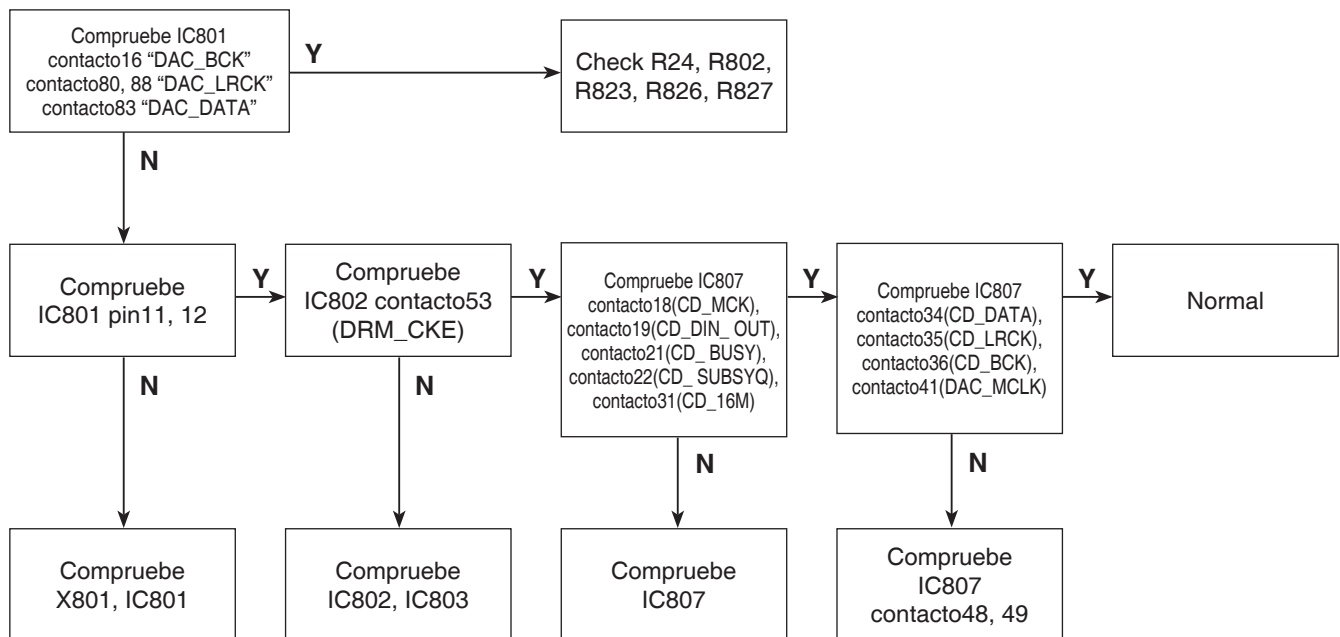 Compruebe IC801
contacto16 “DAC_BCK”
contacto80, 88 “DAC_LRCK”
contacto83 “DAC_DATA”
Y
Check R24, R802,
R823, R826, R827
N
Compruebe
IC801 pin11, 12
Y
Compruebe
IC802 contacto53
(DRM_CKE)
Y
Compruebe IC807
contacto18(CD_MCK),
contacto19(CD_DIN_ OUT),
contacto21(CD_ BUSY),
contacto22(CD_ SUBSYQ),
contacto31(CD_16M)
Y
Compruebe IC807
contacto34(CD_DATA),
contacto35(CD_LRCK),
contacto36(CD_BCK),
contacto41(DAC_MCLK)
Y
Normal
N
N
N
N
Compruebe
X801, IC801
Compruebe
IC802, IC803
Compruebe
IC807
Compruebe
IC807
contacto48, 49